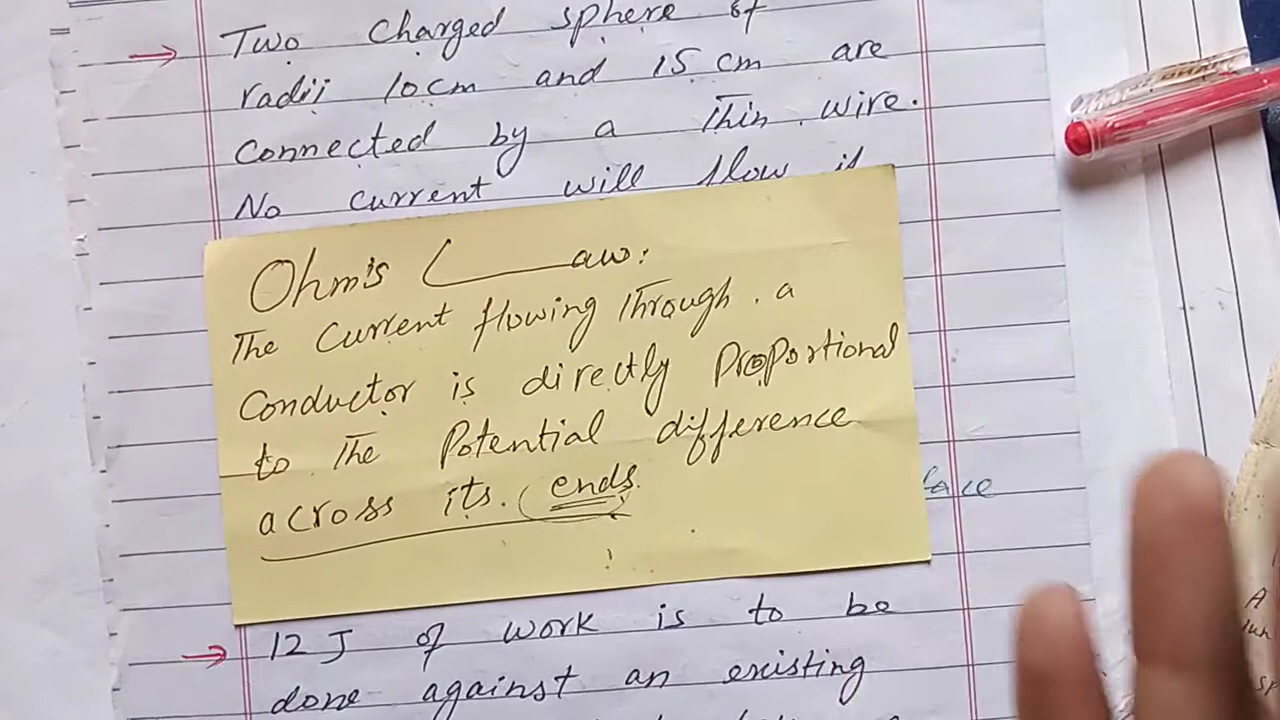 Two charged sphere of
radii 10cm and 15 cm are
connected by a thin wire.
No current will flow if
Ohm's Law:
The Current flowing through a
Conductor is directly Proportional
to The Potential difference
across its. ends.
face
12 J of work is to be
done against an existing